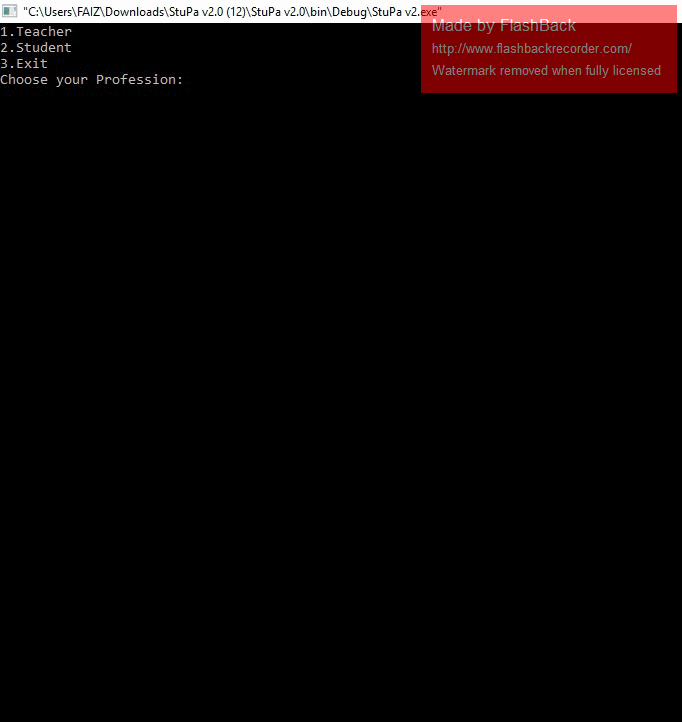 "C:\Users\FAIZ\Downloads\StuPa v2.0 (12)\StuPa v2.0\bin\Debug\StuPa v2.exe"
Made by FlashBack
http://www.flashbackrecorder.com/
Watermark removed when fully licensed
1.Teacher
2.Student
3.Exit
Choose your Profession: